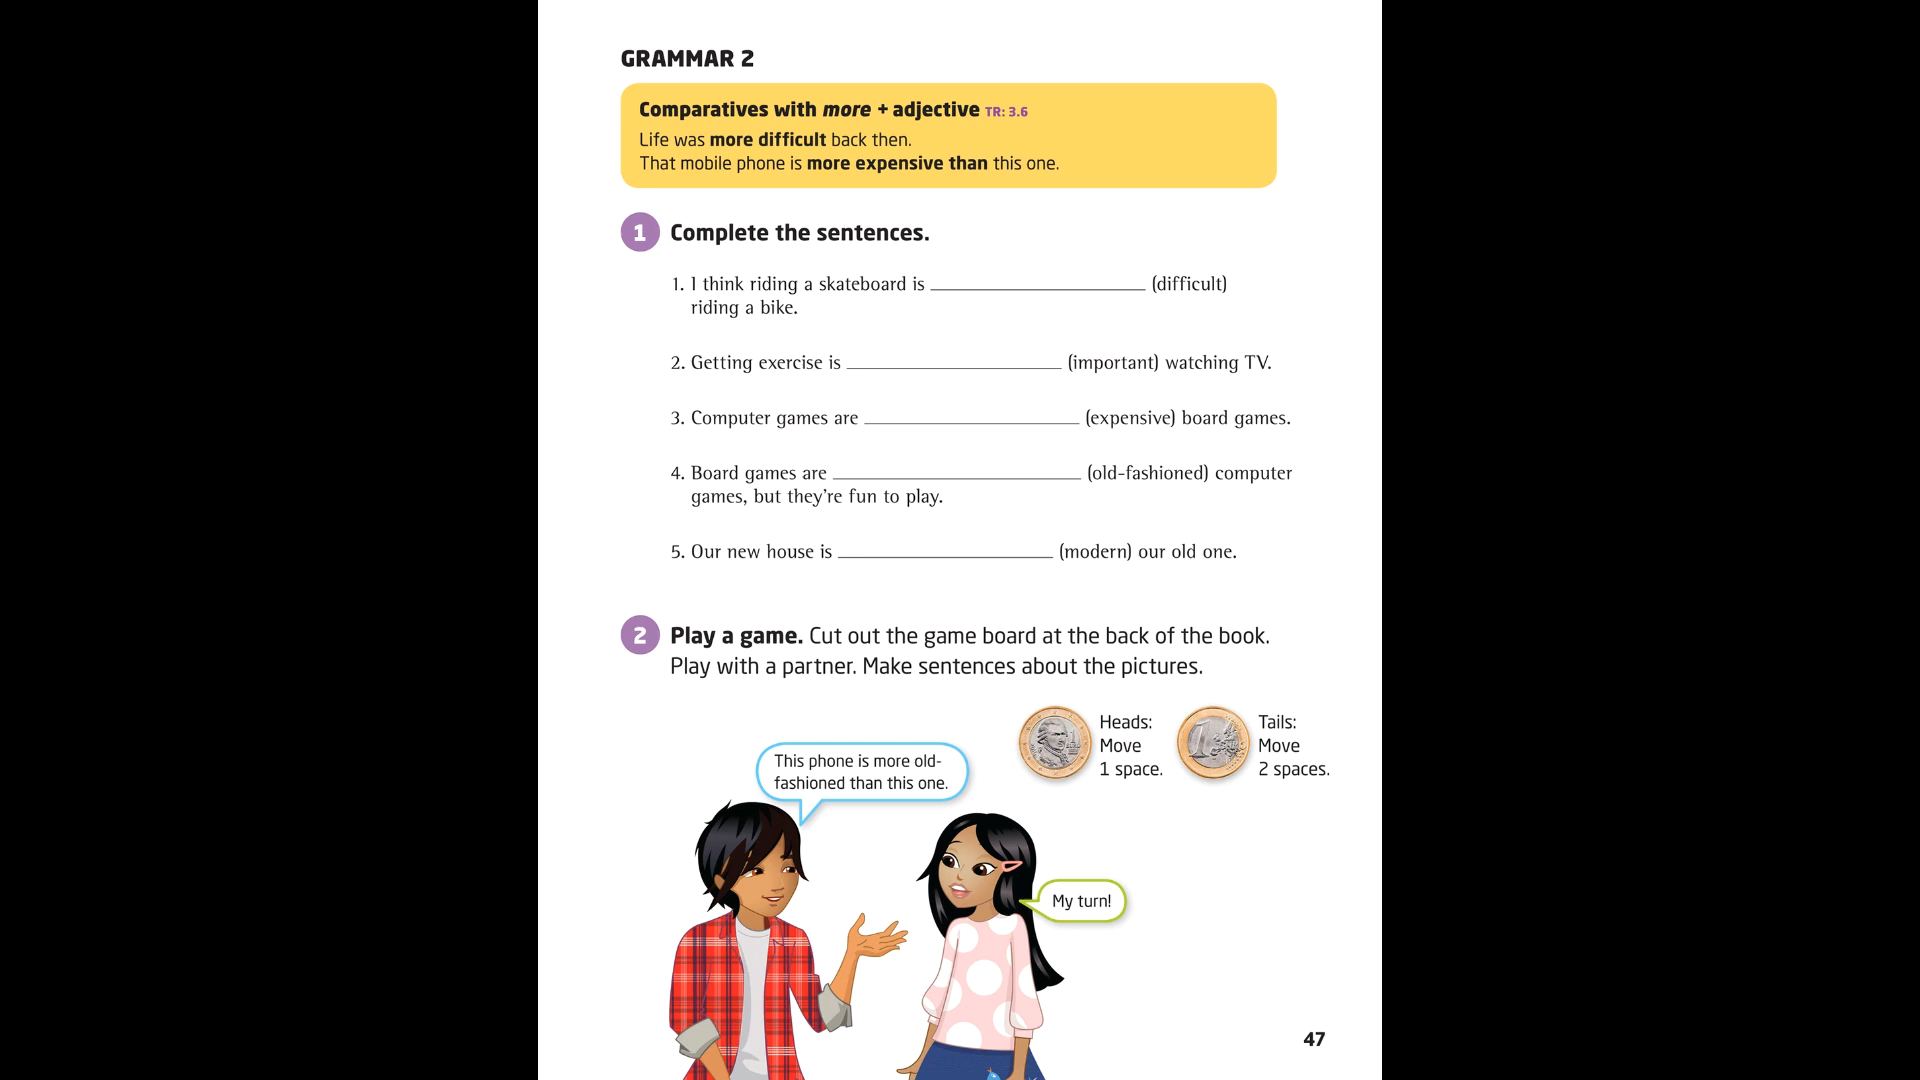 GRAMMAR 2
Comparatives with more + adjective TR: 3.6
Life was more difficult back then.
That mobile phone is more expensive than this one.
1 Complete the sentences.
1. I think riding a skateboard is ____________________ (difficult)
riding a bike.
2. Getting exercise is ____________________ (important) watching TV.
3. Computer games are ____________________ (expensive) board games.
4. Board games are ____________________ (old-fashioned) computer
games, but they're fun to play.
5. Our new house is ____________________ (modern) our old one.
2 Play a game. Cut out the game board at the back of the book.
Play with a partner. Make sentences about the pictures.
Heads:
Move
1 space.
Tails:
Move
2 spaces.
This phone is more old-
fashioned than this one.
My turn!
47